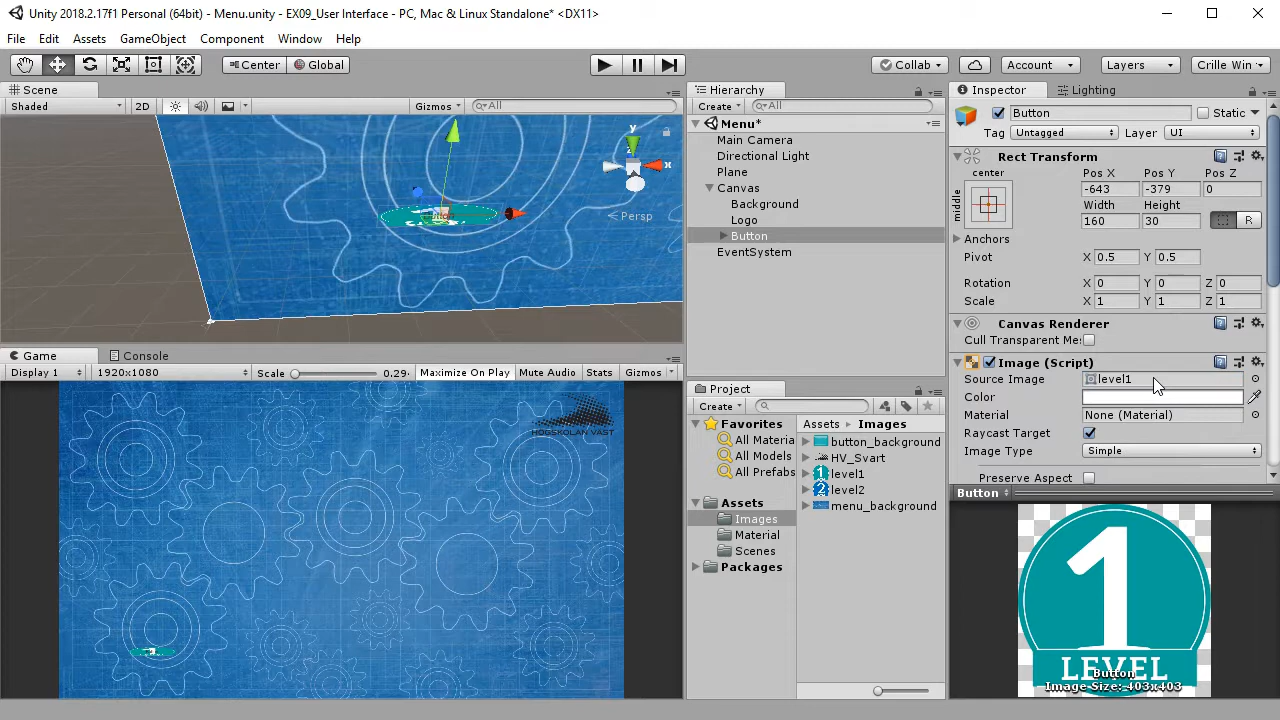 Unity 2018.2.17f1 Personal (64bit) - Menu.unity - EX09_User Interface - PC, Mac & Linux Standalone* <DX11>
File Edit Assets GameObject Component Window Help
Center Global Collab Account Layers Crille Win
Scene
Shaded 2D Gizmos All
y
x
Persp
Button
Game Console
Display 1 1920x1080 Scale 0.29 Maximize On Play Mute Audio Stats Gizmos
HÖGSKOLAN VÄST
Hierarchy
Create All
Menu*
Main Camera
Directional Light
Plane
Canvas
Background
Logo
Button
EventSystem
Project
Create
Favorites
All Materia
All Models
All Prefabs
Assets
Images
Material
Scenes
Packages
Assets Images
button_background
HV_Svart
1 level1
2 level2
menu_background
Inspector Lighting
Button Static
Tag Untagged Layer UI
Rect Transform
center Pos X Pos Y Pos Z
middle -643 -379 0
Width Height
160 30 R
Anchors
Pivot X 0.5 Y 0.5
Rotation X 0 Y 0 Z 0
Scale X 1 Y 1 Z 1
Canvas Renderer
Cull Transparent Me
Image (Script)
Source Image level1
Color
Material None (Material)
Raycast Target
Image Type Simple
Preserve Aspect
Button
1
LEVEL
Button
Image Size: 403x403